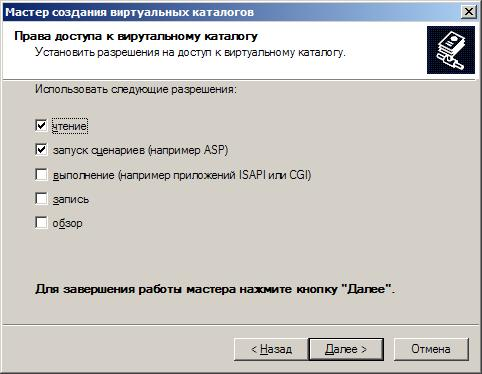 Мастер создания виртуальных каталогов
Права доступа к вирутальному каталогу
Установить разрешения на доступ к виртуальному каталогу.
Использовать следующие разрешения:
чтение
запуск сценариев (например ASP)
выполнение (например приложений ISAPI или CGI)
запись
обзор
Для завершения работы мастера нажмите кнопку "Далее".
< Назад
Далее >
Отмена